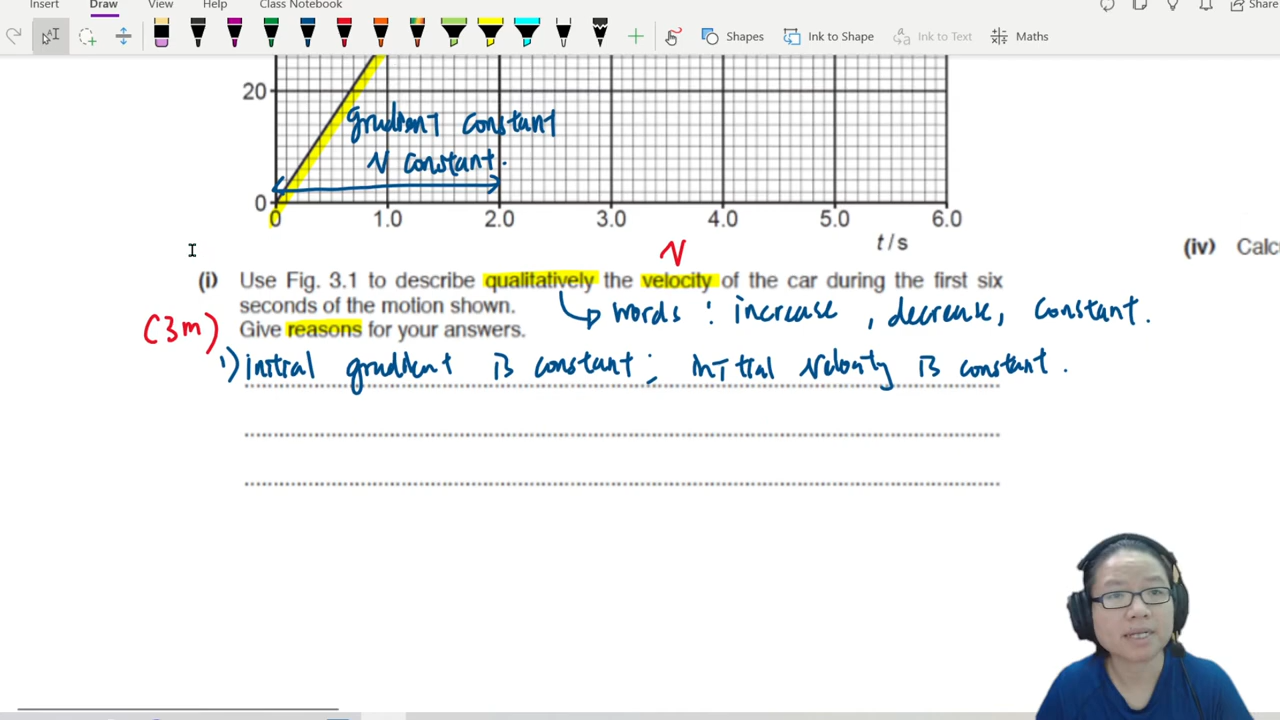 Insert Draw View Help Class Notebook Share
Shapes Ink to Shape Ink to Text Maths
20
gradient constant
v constant.
0
0 1.0 2.0 3.0 4.0 5.0 6.0
t/s
v
(iv) Calc
(i) Use Fig. 3.1 to describe qualitatively the velocity of the car during the first six
seconds of the motion shown.
words : increase, decrease, constant.
(3m)
Give reasons for your answers.
1) initial gradient is constant; initial velocity is constant.